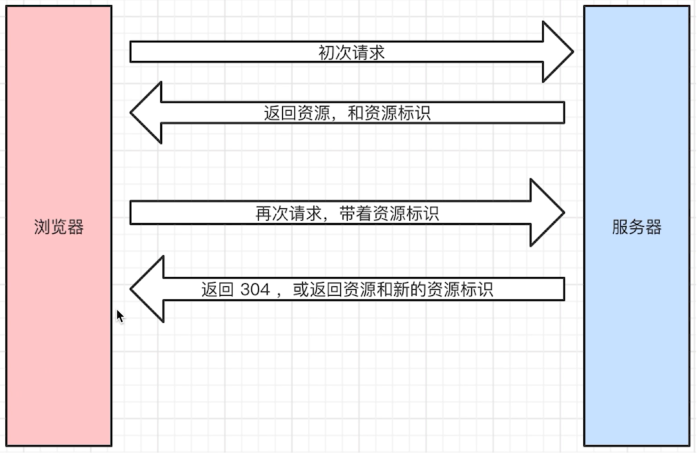 初次请求
返回资源，和资源标识
再次请求，带着资源标识
浏览器
服务器
返回 304 ，或返回资源和新的资源标识